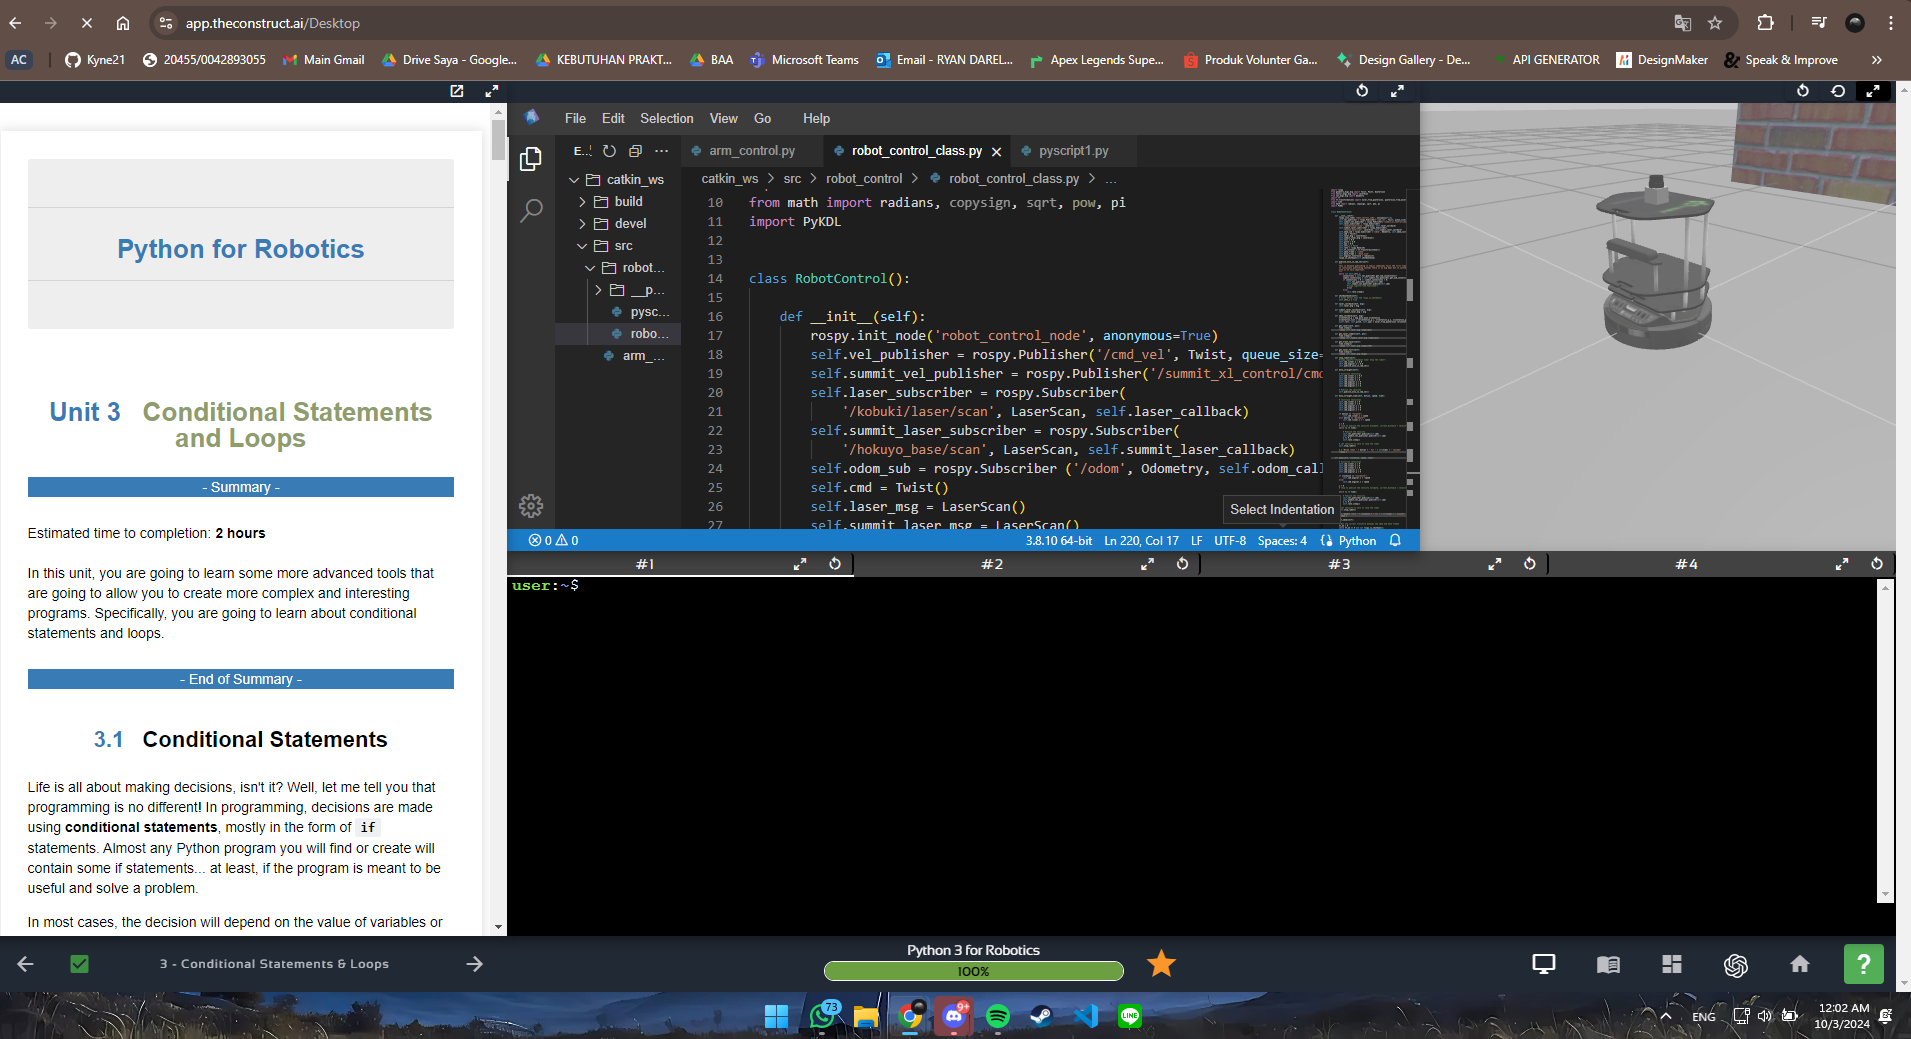 app.theconstruct.ai/Desktop
AC
Kyne21
20455/0042893055
Main Gmail
Drive Saya - Google...
KEBUTUHAN PRAKT...
BAA
Microsoft Teams
Email - RYAN DAREL...
Apex Legends Supe...
Produk Volunter Ga...
Design Gallery - De...
API GENERATOR
DesignMaker
Speak & Improve
»
Python for Robotics
Unit 3 Conditional Statements
and Loops
- Summary -
Estimated time to completion: 2 hours
In this unit, you are going to learn some more advanced tools that
are going to allow you to create more complex and interesting
programs. Specifically, you are going to learn about conditional
statements and loops.
- End of Summary -
3.1 Conditional Statements
Life is all about making decisions, isn't it? Well, let me tell you that
programming is no different! In programming, decisions are made
using conditional statements, mostly in the form of if
statements. Almost any Python program you will find or create will
contain some if statements... at least, if the program is meant to be
useful and solve a problem.
In most cases, the decision will depend on the value of variables or
File Edit Selection View Go Help
E...
arm_control.py
robot_control_class.py
pyscript1.py
catkin_ws
build
devel
src
robot...
__p...
pysc...
robo...
arm_...
catkin_ws > src > robot_control > robot_control_class.py > ...
10 from math import radians, copysign, sqrt, pow, pi
11 import PyKDL
12
13
14 class RobotControl():
15
16 def __init__(self):
17 rospy.init_node('robot_control_node', anonymous=True)
18 self.vel_publisher = rospy.Publisher('/cmd_vel', Twist, queue_size=
19 self.summit_vel_publisher = rospy.Publisher('/summit_xl_control/cmd
20 self.laser_subscriber = rospy.Subscriber(
21 '/kobuki/laser/scan', LaserScan, self.laser_callback)
22 self.summit_laser_subscriber = rospy.Subscriber(
23 '/hokuyo_base/scan', LaserScan, self.summit_laser_callback)
24 self.odom_sub = rospy.Subscriber ('/odom', Odometry, self.odom_call
25 self.cmd = Twist()
26 self.laser_msg = LaserScan()
27 self.summit_laser_msg = LaserScan()
Select Indentation
0 0
3.8.10 64-bit Ln 220, Col 17 LF UTF-8 Spaces: 4 Python
#1 #2 #3 #4
user:~$
3 - Conditional Statements & Loops
Python 3 for Robotics
100%
?
73
9+
LINE
ENG
12:02 AM
10/3/2024